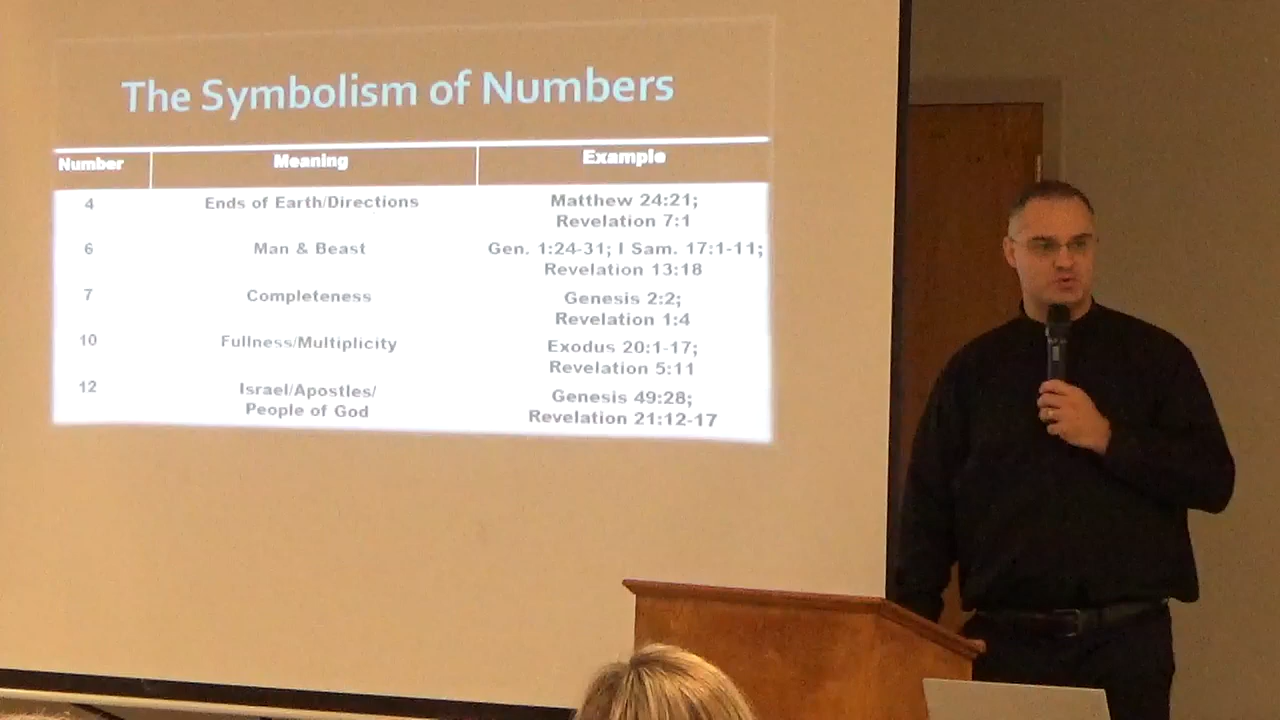 The Symbolism of Numbers
Number Meaning Example
4 Ends of Earth/Directions Matthew 24:21;
Revelation 7:1
6 Man & Beast Gen. 1:24-31; I Sam. 17:1-11;
Revelation 13:18
7 Completeness Genesis 2:2;
Revelation 1:4
10 Fullness/Multiplicity Exodus 20:1-17;
Revelation 5:11
12 Israel/Apostles/ Genesis 49:28;
People of God Revelation 21:12-17